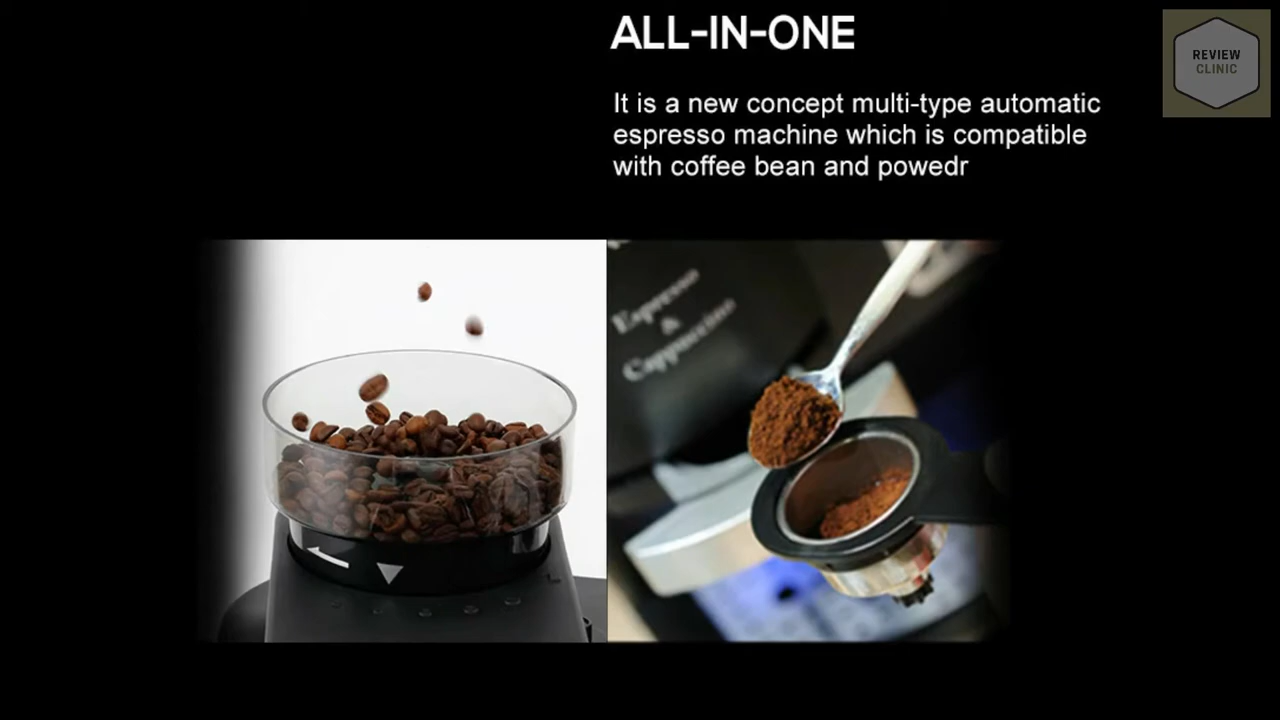 ALL-IN-ONE
REVIEW
CLINIC
It is a new concept multi-type automatic
espresso machine which is compatible
with coffee bean and powedr
Espresso
&
Cappuccino